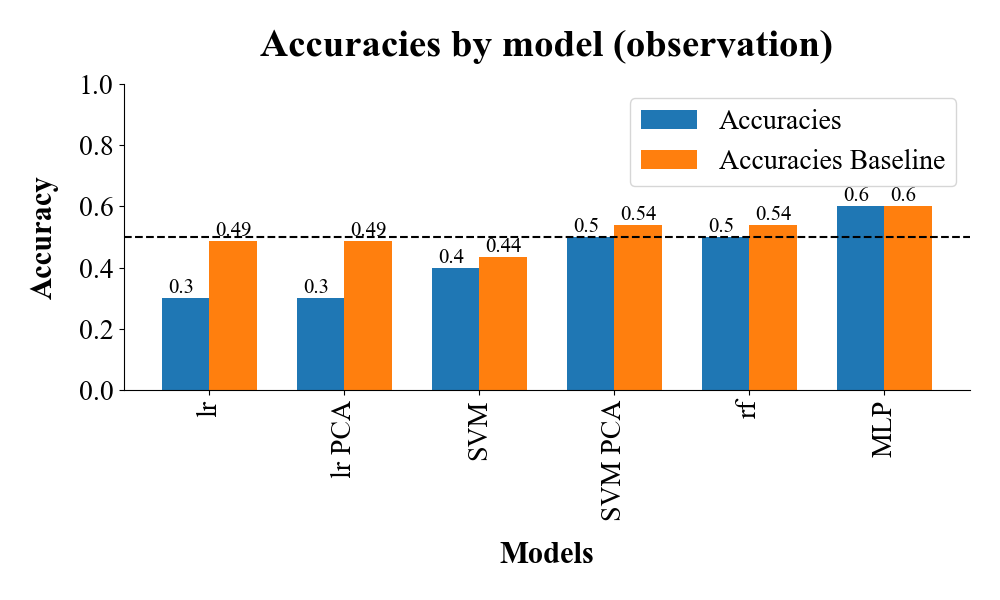 Accuracies by model (observation)
Accuracy
1.0
0.8
0.6
0.4
0.2
0.0
Accuracies
Accuracies Baseline
0.3
0.49
0.3
0.49
0.4
0.44
0.5
0.54
0.5
0.54
0.6
0.6
lr
lr PCA
SVM
SVM PCA
rf
MLP
Models